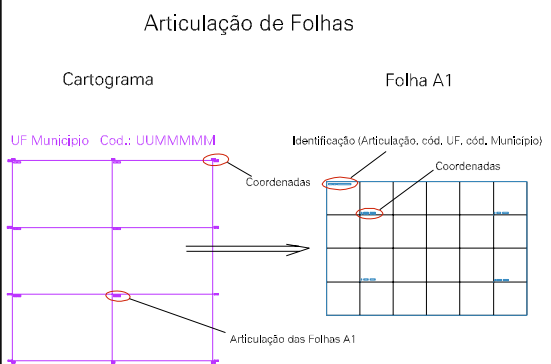 Articulação de Folhas
Cartograma
Folha A1
UF Município Cod.: UUMMMMM
Identificação (Articulação, cód. UF, cód. Município)
Coordenadas
Coordenadas
Articulação das Folhas A1